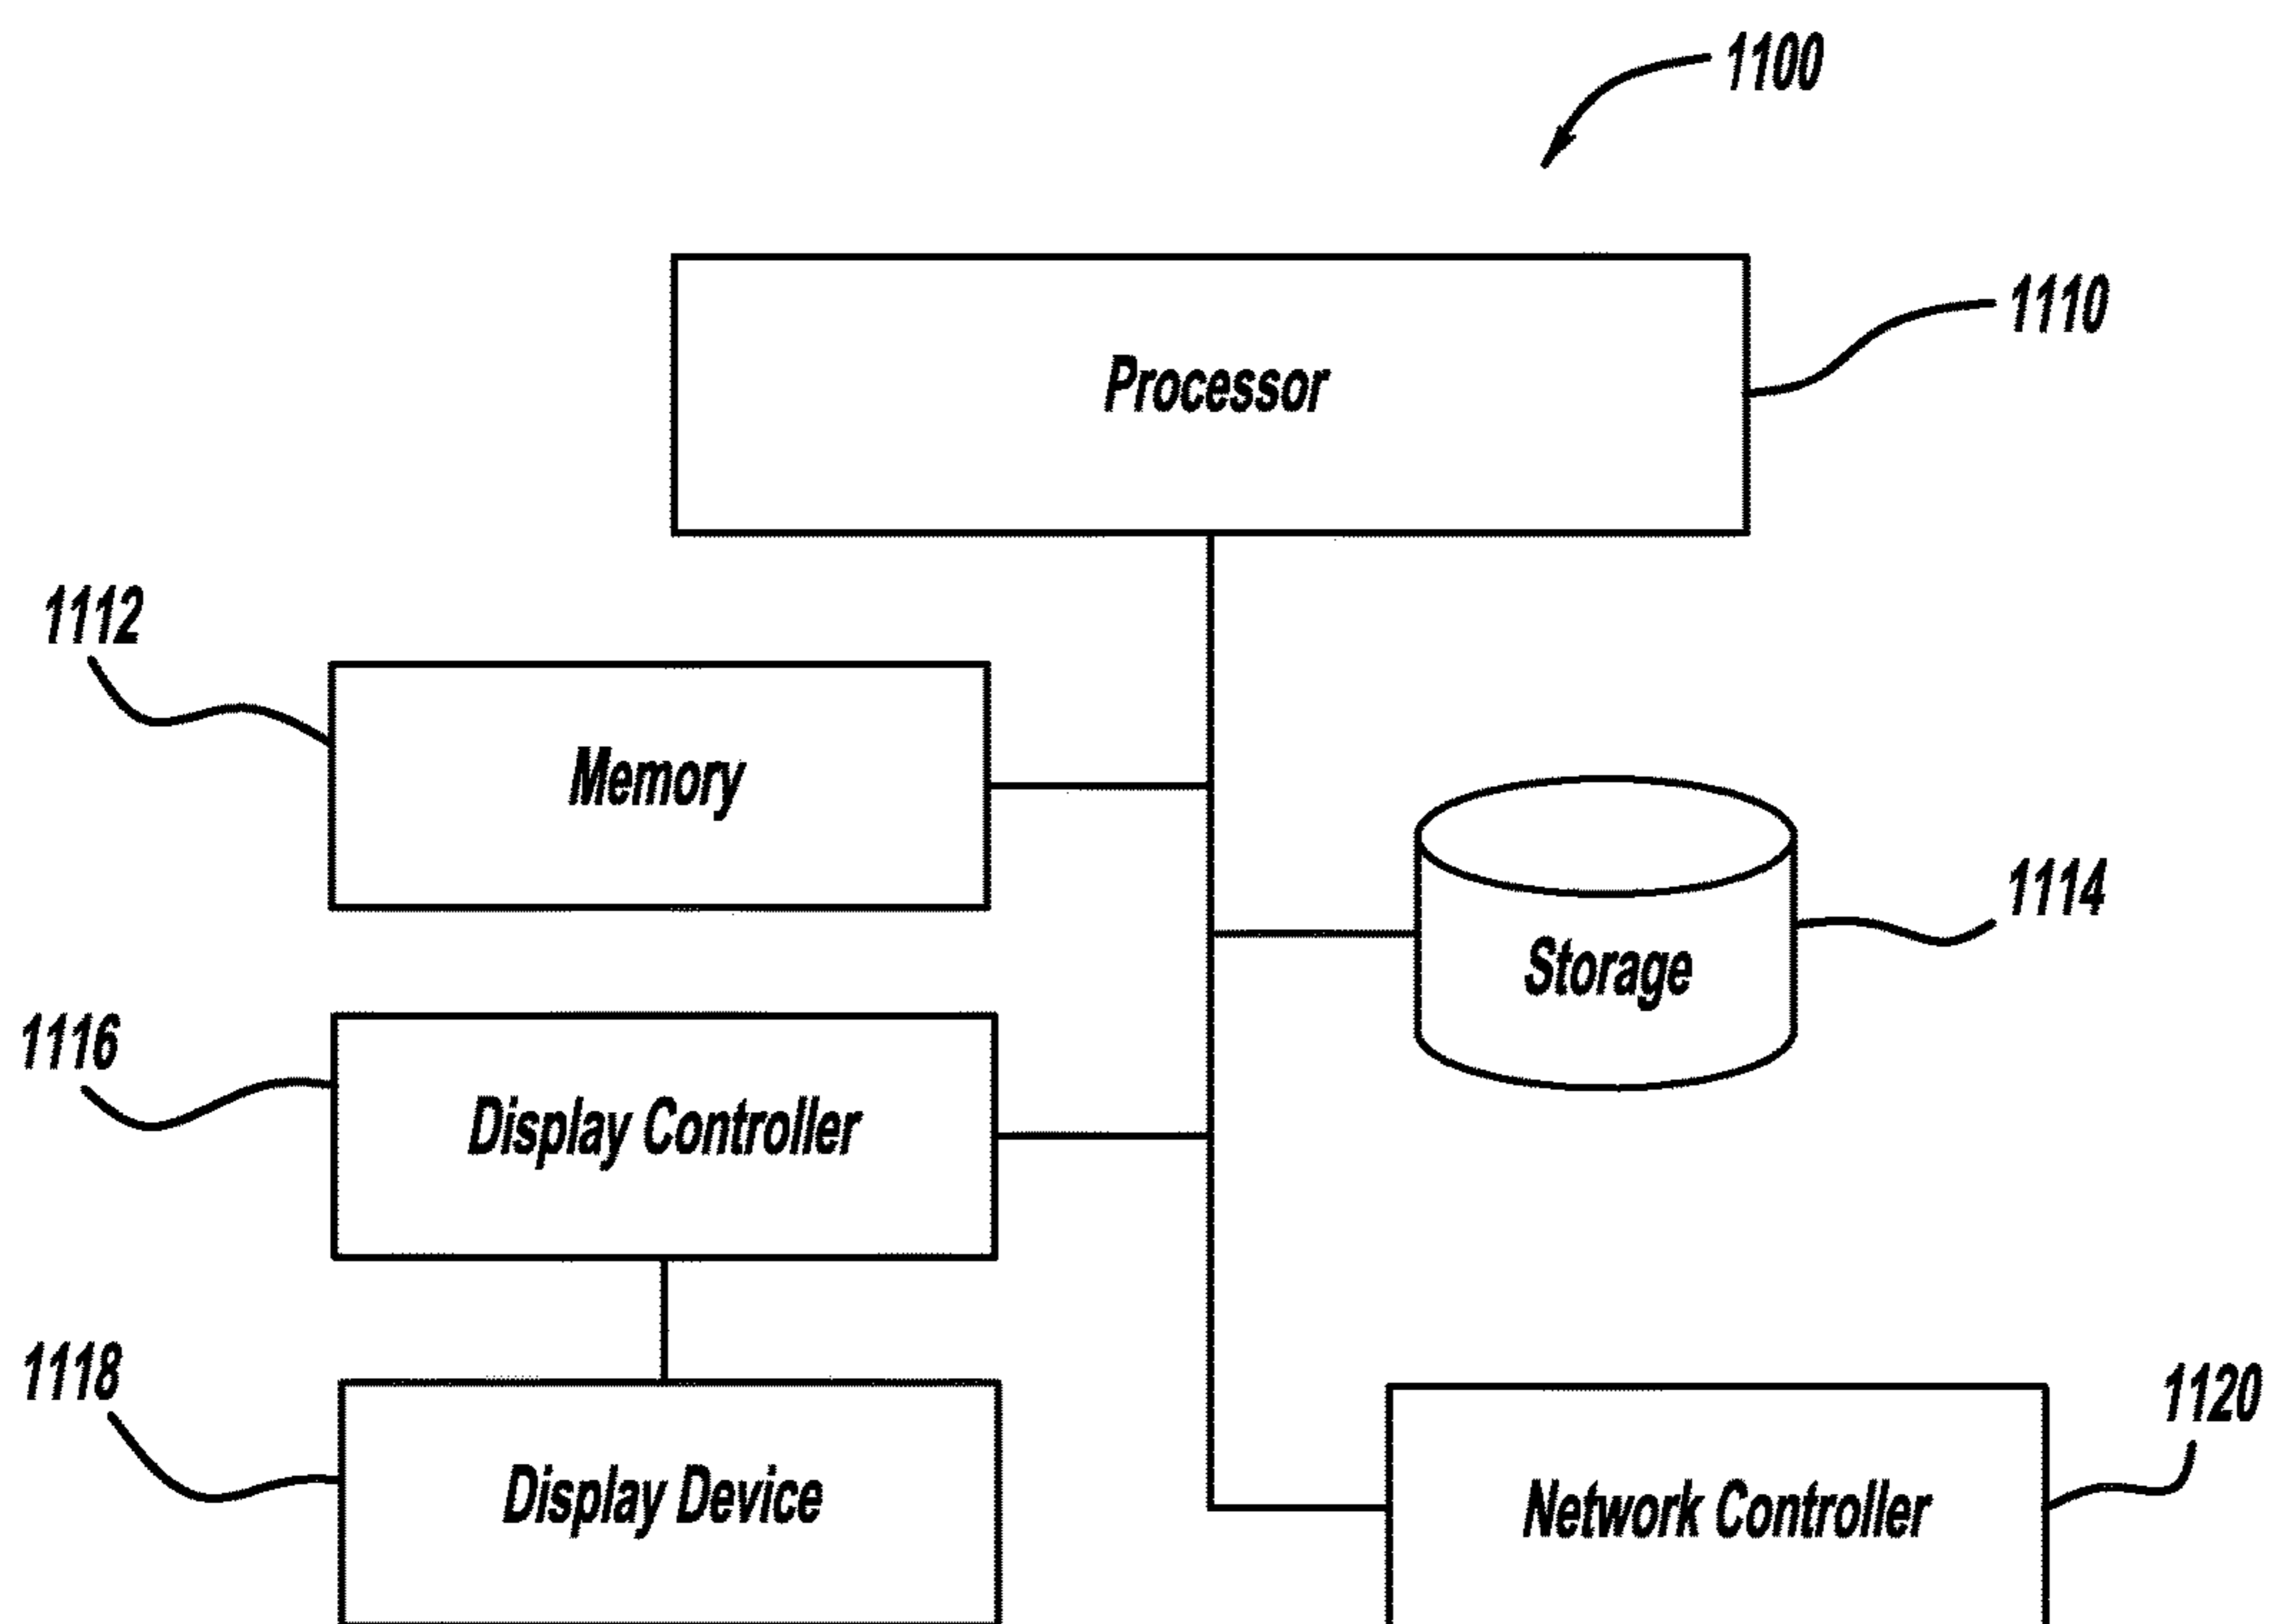 1100
1110
Processor
1112
Memory
1114
Storage
1116
Display Controller
1118
1120
Display Device
Network Controller